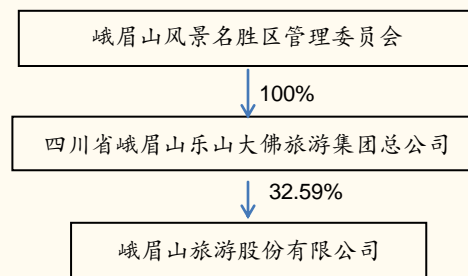 峨眉山风景名胜区管理委员会
100%
四川省峨眉山乐山大佛旅游集团总公司
32.59%
峨眉山旅游股份有限公司